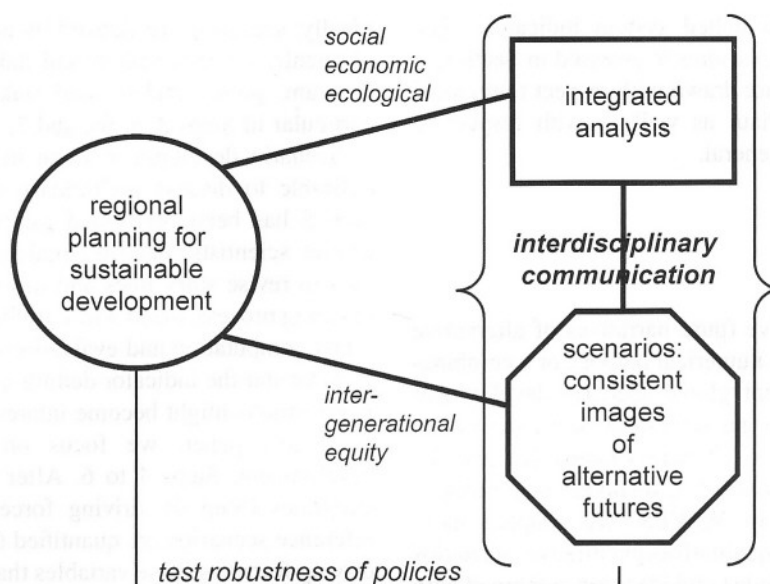 social
economic
ecological
integrated
analysis
regional
planning for
sustainable
development
interdisciplinary
communication
inter-
generational
equity
scenarios:
consistent
images
of
alternative
futures
test robustness of policies